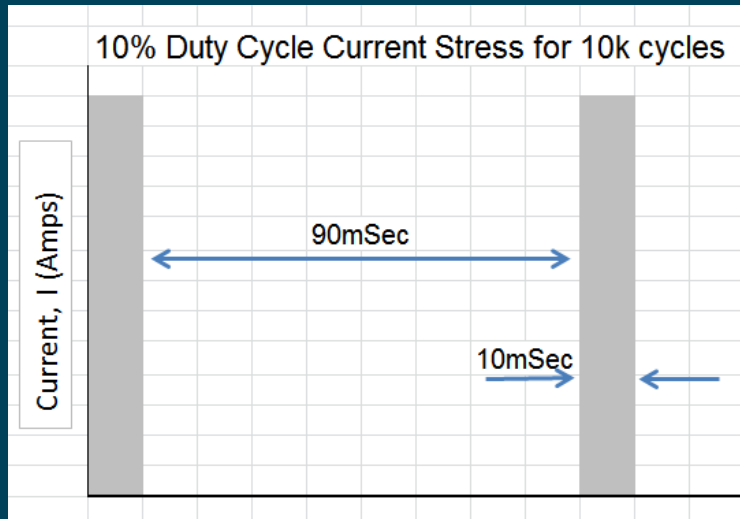 10% Duty Cycle Current Stress for 10k cycles
Current, I (Amps)
90mSec
10mSec